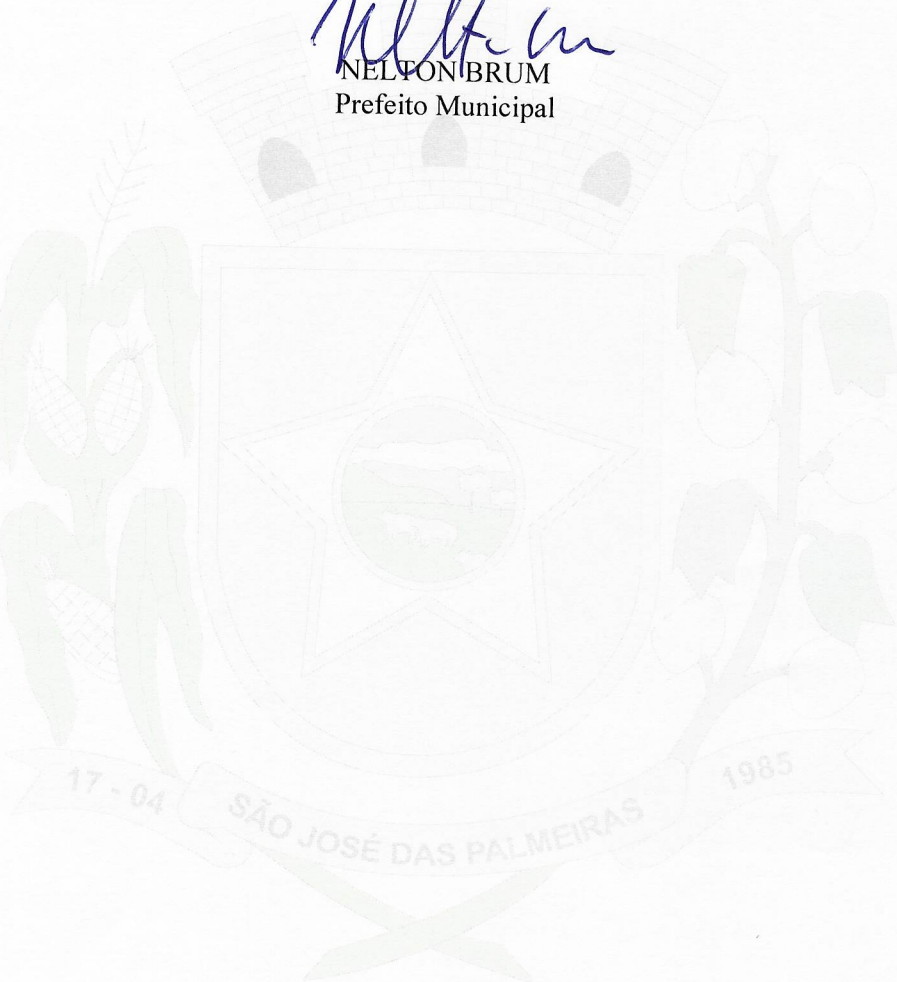 NELTON BRUM
Prefeito Municipal
17 - 04
SÃO JOSÉ DAS PALMEIRAS
1985